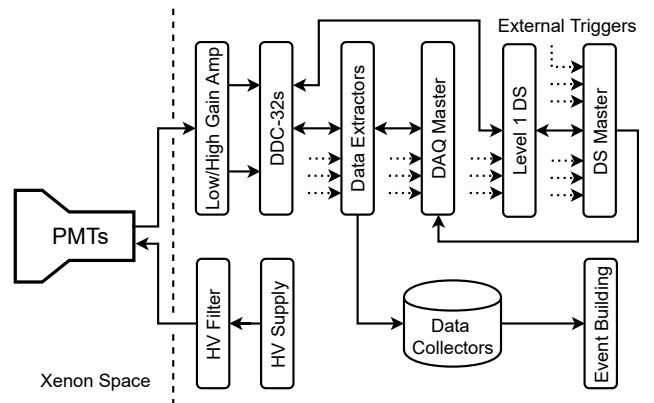 External Triggers
Low/High Gain Amp
DDC-32s
Data Extractors
DAQ Master
Level 1 DS
DS Master
PMTs
HV Filter
HV Supply
Data
Collectors
Event Building
Xenon Space